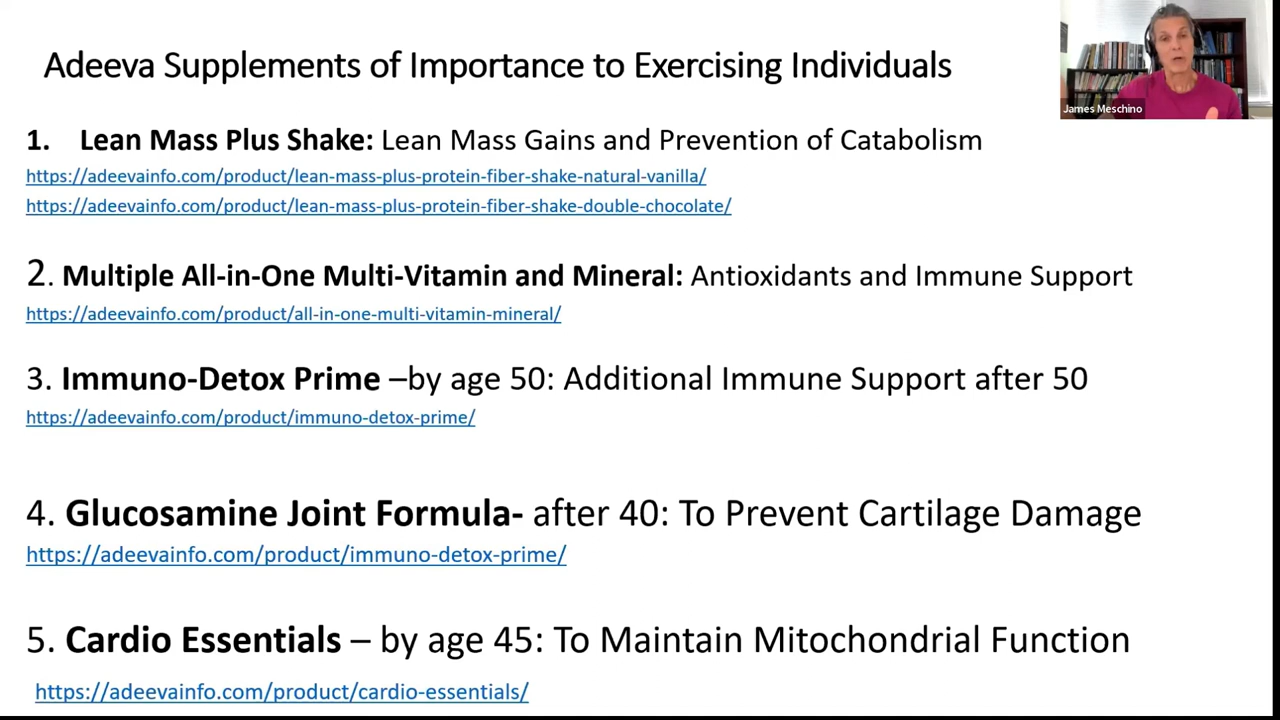 Adeeva Supplements of Importance to Exercising Individuals
James Meschino
1. Lean Mass Plus Shake: Lean Mass Gains and Prevention of Catabolism
https://adeevainfo.com/product/lean-mass-plus-protein-fiber-shake-natural-vanilla/
https://adeevainfo.com/product/lean-mass-plus-protein-fiber-shake-double-chocolate/
2. Multiple All-in-One Multi-Vitamin and Mineral: Antioxidants and Immune Support
https://adeevainfo.com/product/all-in-one-multi-vitamin-mineral/
3. Immuno-Detox Prime –by age 50: Additional Immune Support after 50
https://adeevainfo.com/product/immuno-detox-prime/
4. Glucosamine Joint Formula- after 40: To Prevent Cartilage Damage
https://adeevainfo.com/product/immuno-detox-prime/
5. Cardio Essentials – by age 45: To Maintain Mitochondrial Function
https://adeevainfo.com/product/cardio-essentials/